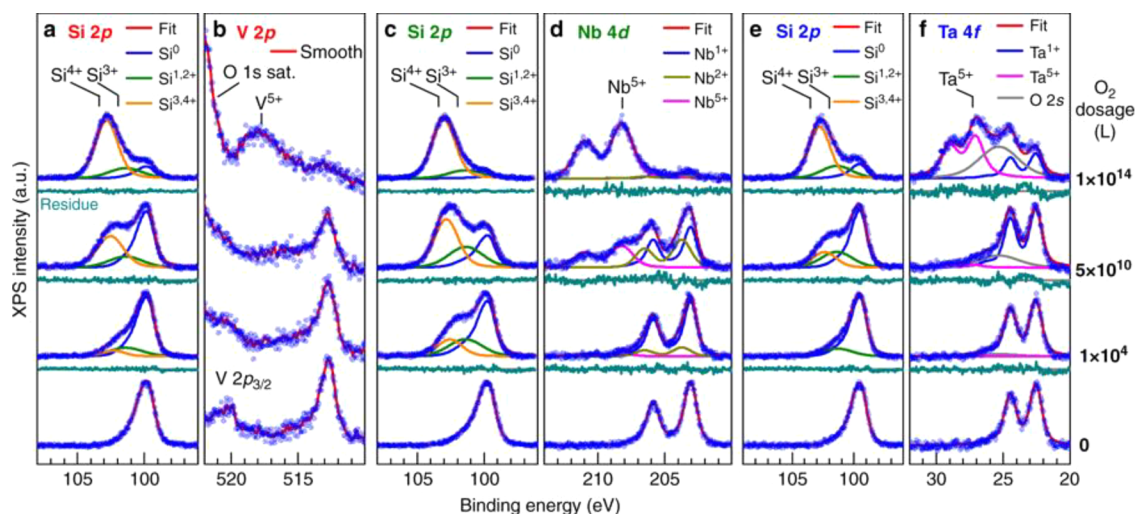 a Si 2p
Fit
Si⁰
Si¹,²⁺
Si³,⁴⁺
Si⁴⁺ Si³⁺
Residue
b V 2p
Smooth
O 1s sat.
V⁵⁺
V 2p₃/₂
c Si 2p
Fit
Si⁰
Si¹,²⁺
Si³,⁴⁺
Si⁴⁺ Si³⁺
d Nb 4d
Fit
Nb¹⁺
Nb²⁺
Nb⁵⁺
Nb⁵⁺
e Si 2p
Fit
Si⁰
Si¹,²⁺
Si³,⁴⁺
Si⁴⁺ Si³⁺
f Ta 4f
Fit
Ta¹⁺
Ta⁵⁺
O 2s
Ta⁵⁺
O₂
dosage
(L)
1×10¹⁴
5×10¹⁰
1×10⁴
0
XPS intensity (a.u.)
105 100 520 515 105 100 210 205 105 100 30 25 20
Binding energy (eV)